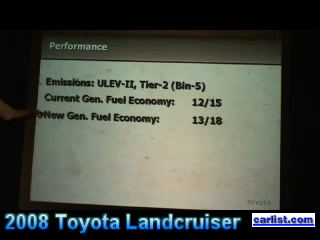 Performance
Emissions: ULEV-II, Tier-2 (Bin-5)
Current Gen. Fuel Economy: 12/15
New Gen. Fuel Economy: 13/18
TOYOTA
2008 Toyota Landcruiser
carlist.com